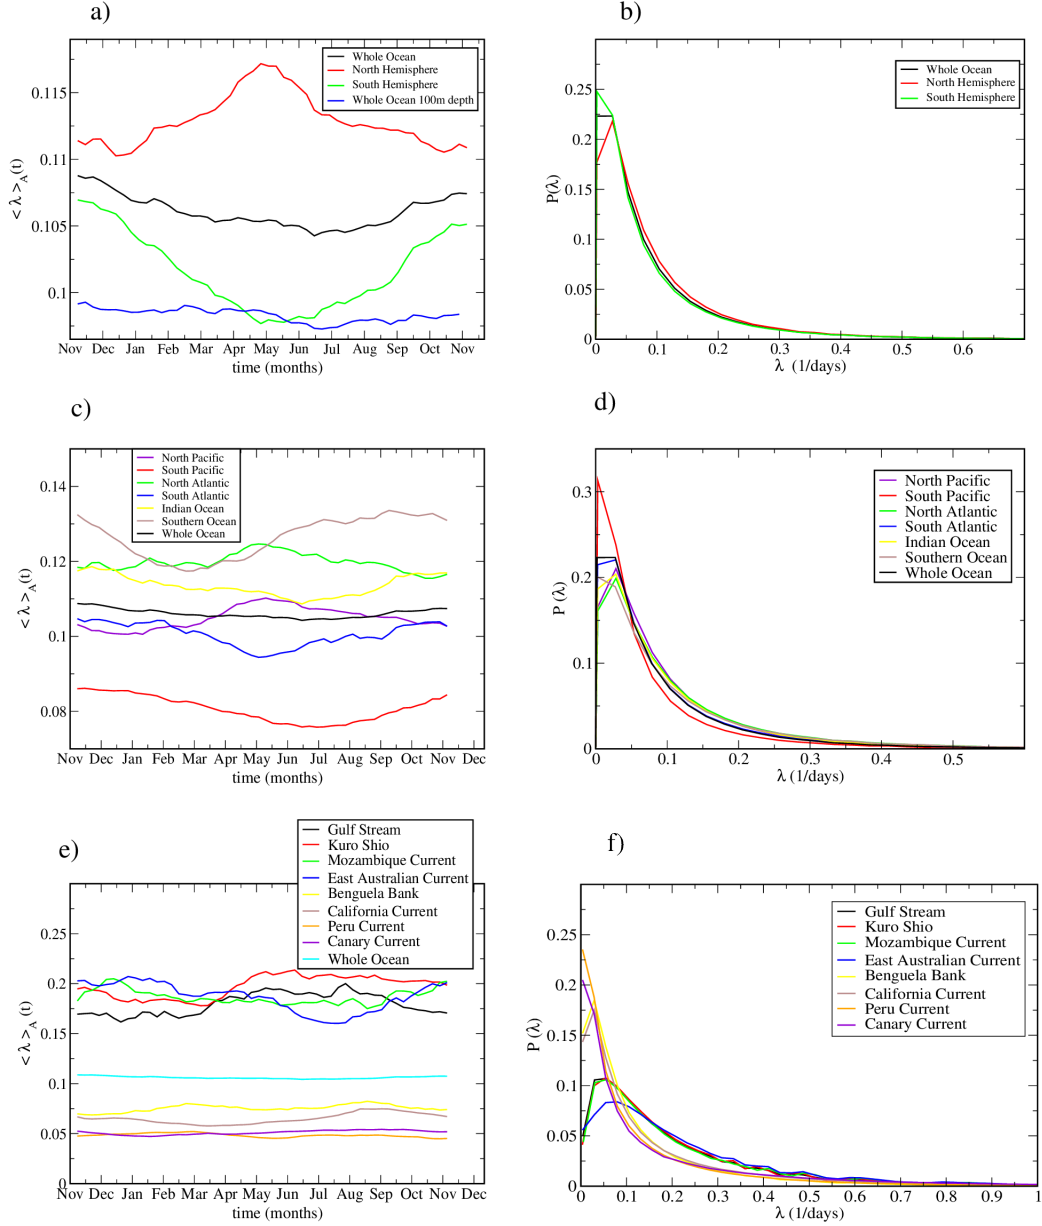 a)
Whole Ocean
North Hemisphere
South Hemisphere
Whole Ocean 100m depth
0.115
0.11
0.105
0.1
< λ >A(t)
Nov Dec Jan Feb Mar Apr May Jun Jul Aug Sep Oct Nov
time (months)
b)
Whole Ocean
North Hemisphere
South Hemisphere
0.25
0.2
0.15
0.1
0.05
0
P(λ)
0 0.1 0.2 0.3 0.4 0.5 0.6
λ (1/days)
c)
North Pacific
South Pacific
North Atlantic
South Atlantic
Indian Ocean
Southern Ocean
Whole Ocean
0.14
0.12
0.1
0.08
< λ >A(t)
Nov Dec Jan Feb Mar Apr May Jun Jul Aug Sep Oct Nov Dec
time (months)
d)
North Pacific
South Pacific
North Atlantic
South Atlantic
Indian Ocean
Southern Ocean
Whole Ocean
0.3
0.2
0.1
0
P (λ)
0 0.1 0.2 0.3 0.4 0.5
λ (1/days)
e)
Gulf Stream
Kuro Shio
Mozambique Current
East Australian Current
Benguela Bank
California Current
Peru Current
Canary Current
Whole Ocean
0.25
0.2
0.15
0.1
0.05
0
< λ >A(t)
Nov Dec Jan Feb Mar Apr May Jun Jul Aug Sep Oct Nov Dec
time (months)
f)
Gulf Stream
Kuro Shio
Mozambique Current
East Australian Current
Benguela Bank
California Current
Peru Current
Canary Current
0.25
0.2
0.15
0.1
0.05
0
P (λ)
0 0.1 0.2 0.3 0.4 0.5 0.6 0.7 0.8 0.9 1
λ (1/days)